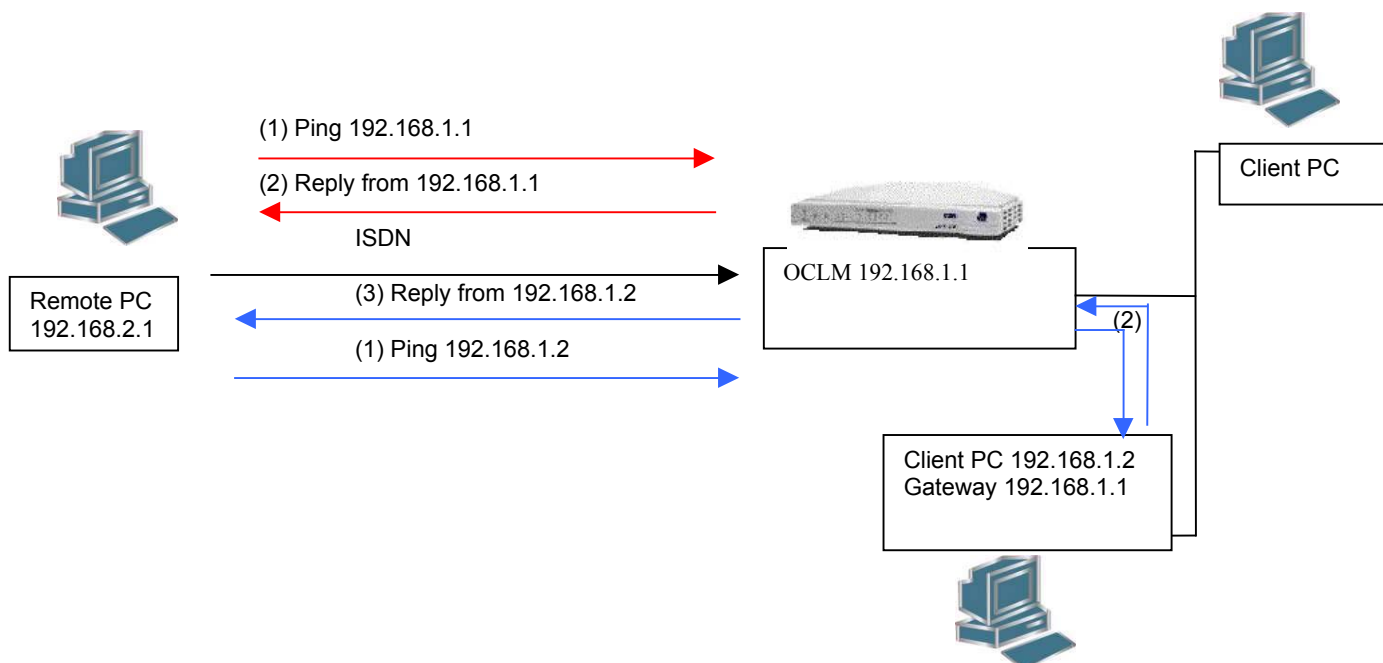 (1) Ping 192.168.1.1
(2) Reply from 192.168.1.1
ISDN
(3) Reply from 192.168.1.2
(1) Ping 192.168.1.2
Remote PC
192.168.2.1
OCLM 192.168.1.1
(2)
Client PC
Client PC 192.168.1.2
Gateway 192.168.1.1